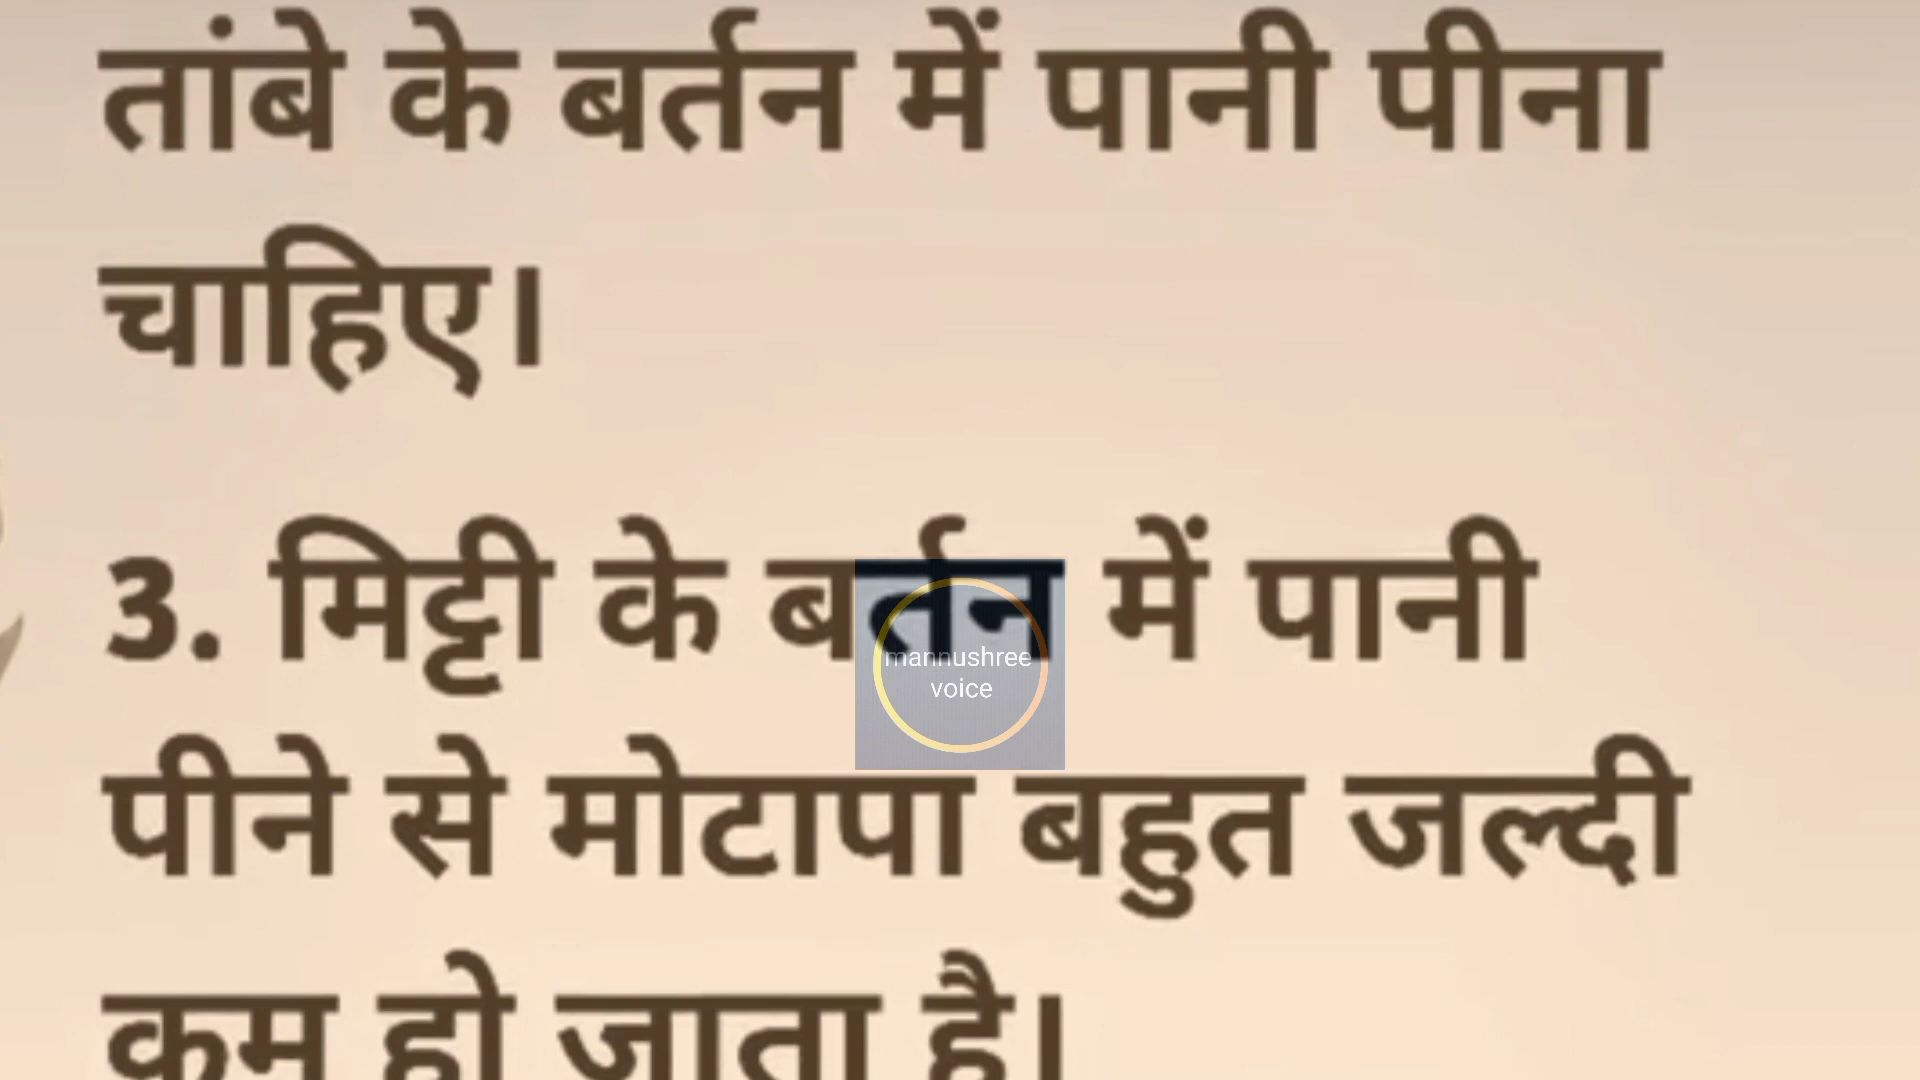 तांबे के बर्तन में पानी पीना
चाहिए।
3. मिट्टी के बर्तन में पानी
mannushree
voice
पीने से मोटापा बहुत जल्दी
कम हो जाता है।